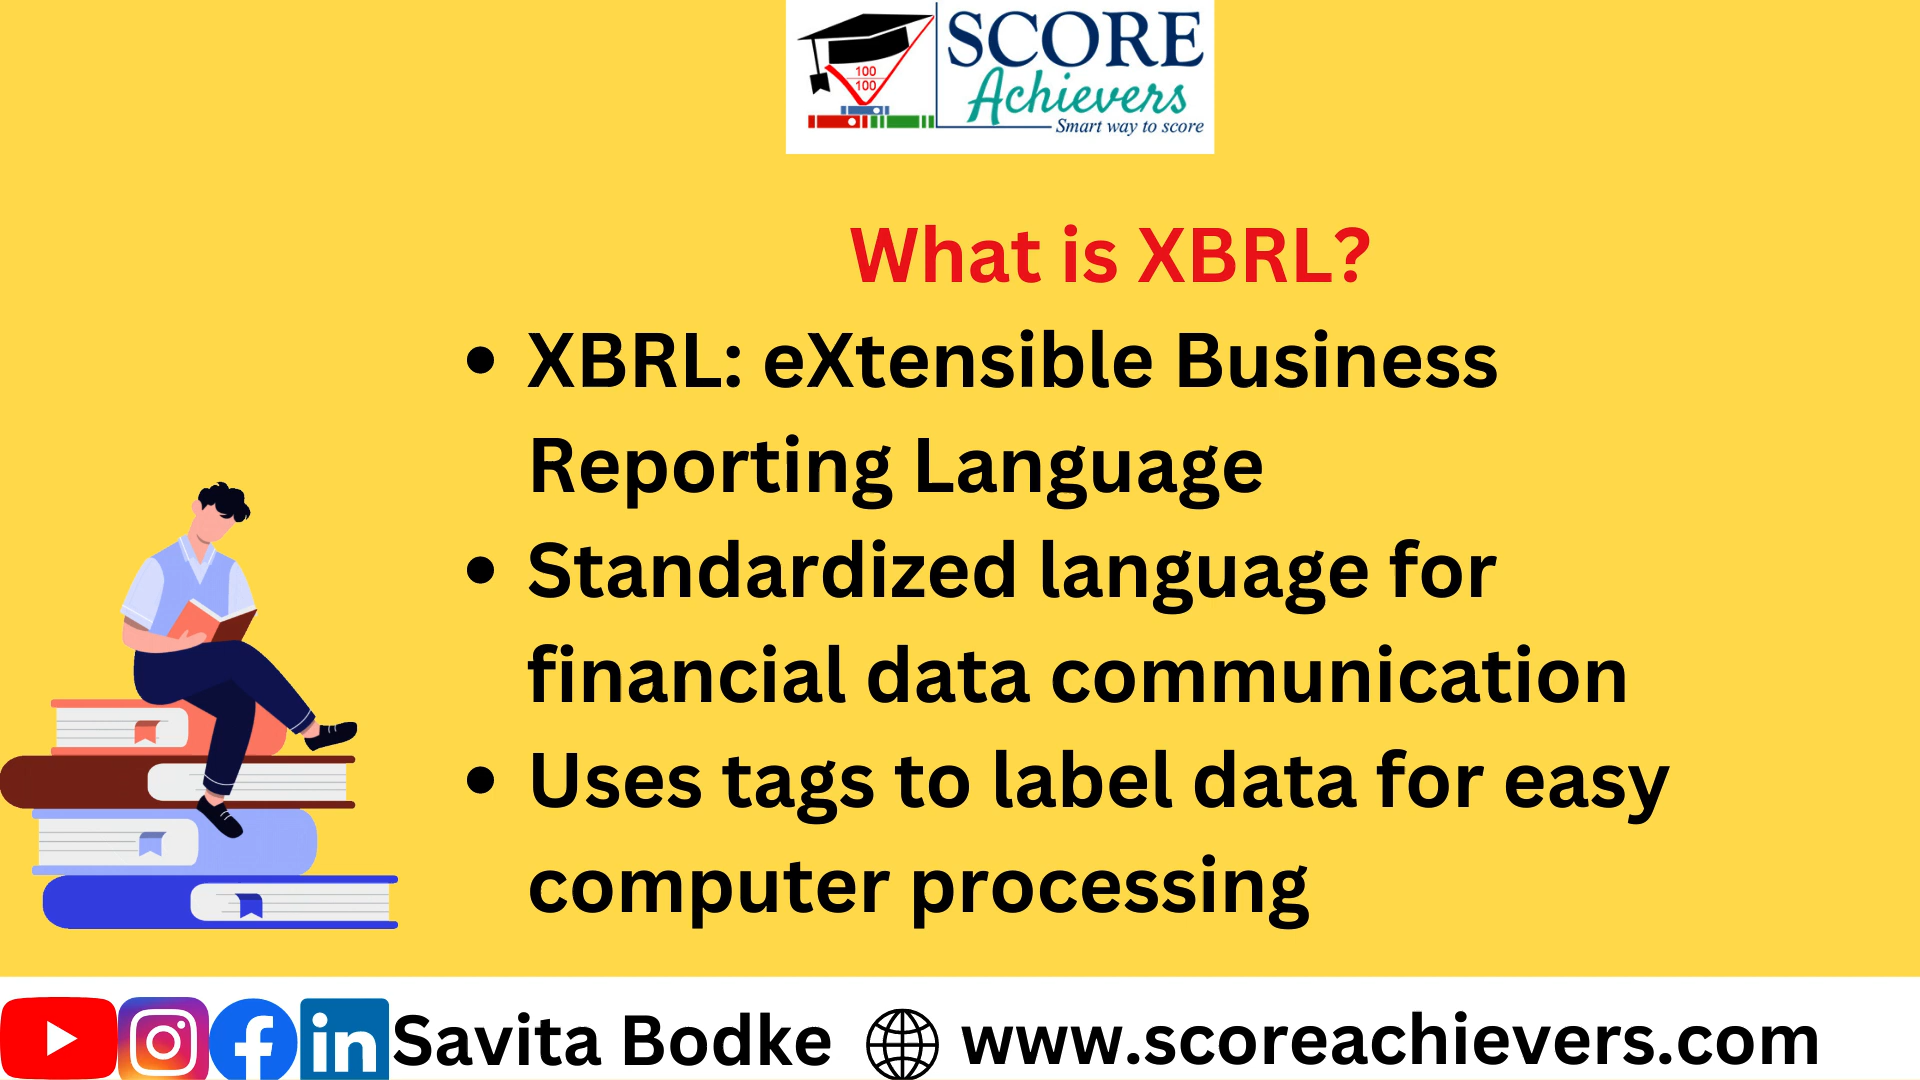 100
100
SCORE
Achievers
Smart way to score
What is XBRL?
• XBRL: eXtensible Business
Reporting Language
• Standardized language for
financial data communication
• Uses tags to label data for easy
computer processing
in Savita Bodke www.scoreachievers.com